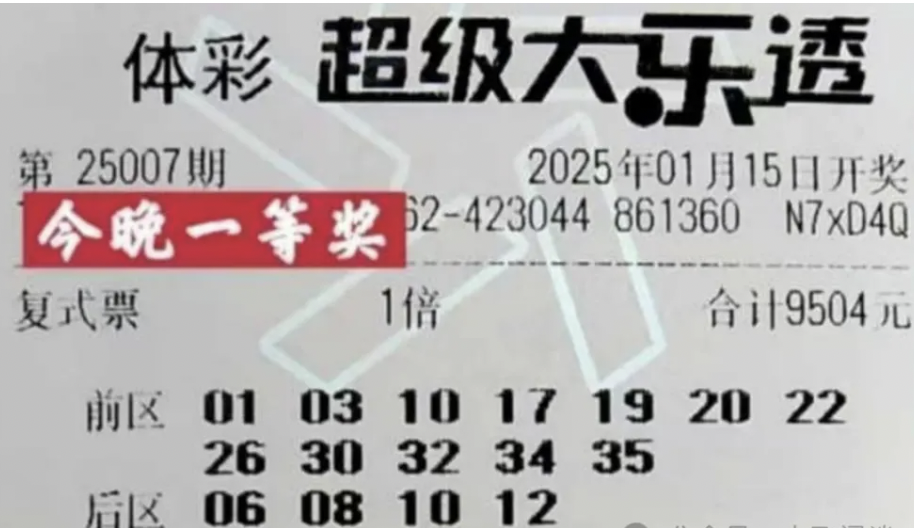 体彩 超级大乐透
第 25007期 2025年01月15日开奖
今晚一等奖 62-423044 861360 N7xD4Q
复式票 1倍 合计9504元
前区 01 03 10 17 19 20 22
26 30 32 34 35
后区 06 08 10 12